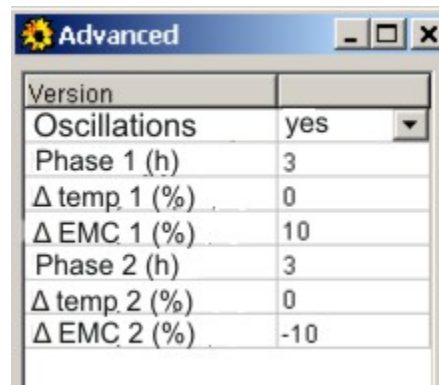 Advanced
Version
Oscillations yes
Phase 1 (h) 3
Δ temp 1 (%) 0
Δ EMC 1 (%) 10
Phase 2 (h) 3
Δ temp 2 (%) 0
Δ EMC 2 (%) -10